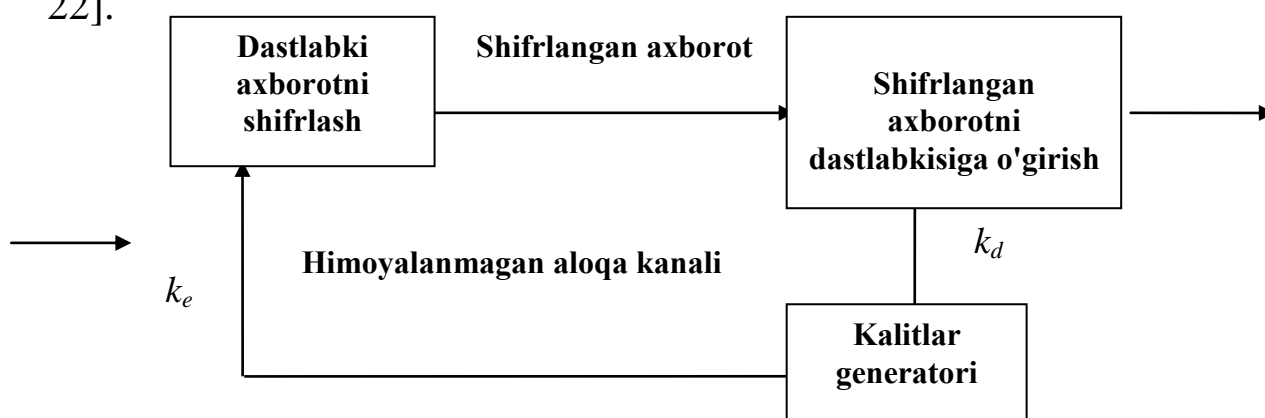 22].
Dastlabki
axborotni
shifrlash
Shifrlangan axborot
Shifrlangan
axborotni
dastlabkisiga o'girish
k_d
Himoyalanmagan aloqa kanali
k_e
Kalitlar
generatori